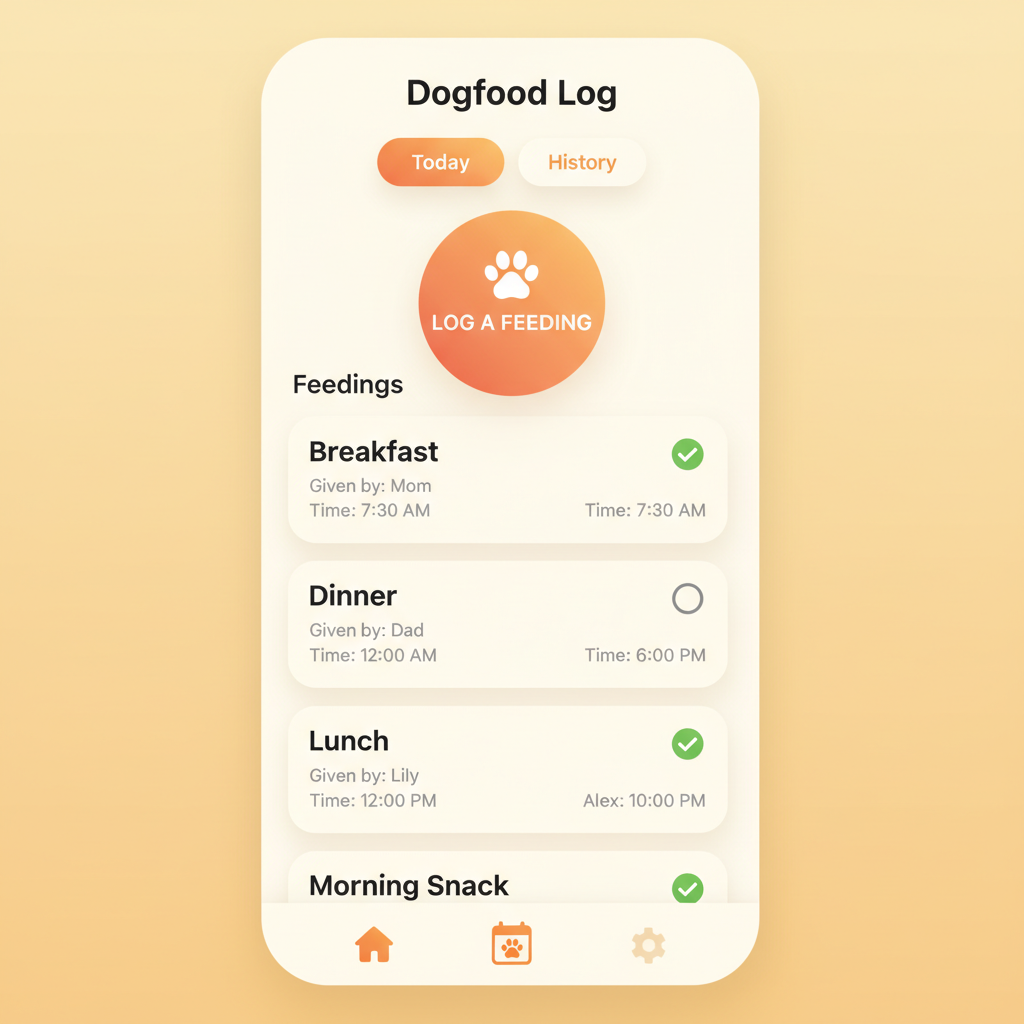 Dogfood Log
Today
History
LOG A FEEDING
Feedings
Breakfast
Given by: Mom
Time: 7:30 AM
Time: 7:30 AM
Dinner
Given by: Dad
Time: 12:00 AM
Time: 6:00 PM
Lunch
Given by: Lily
Time: 12:00 PM
Alex: 10:00 PM
Morning Snack